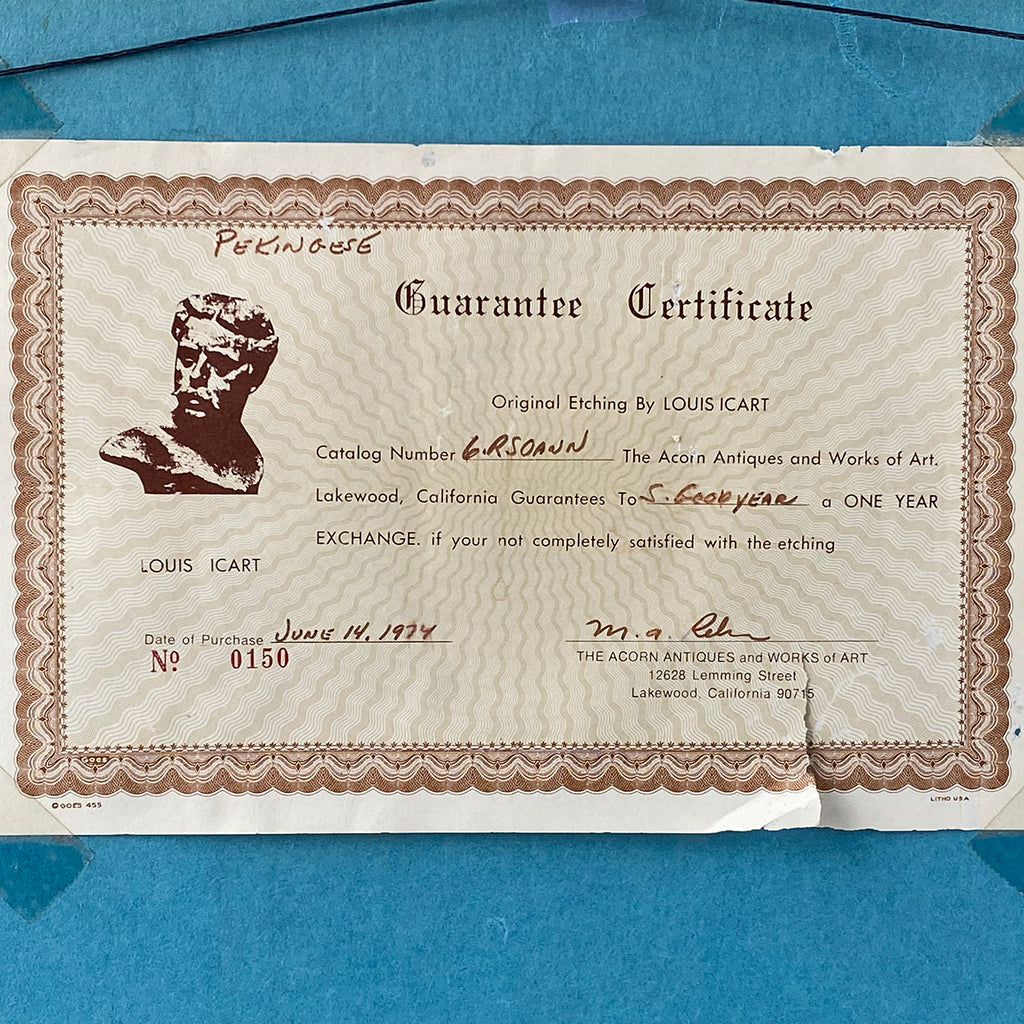 PEKINGESE
Guarantee Certificate
Original Etching By LOUIS ICART
Catalog Number The Acorn Antiques and Works of Art.
Lakewood, California Guarantees To S. GOODYEAR a ONE YEAR
EXCHANGE. if your not completely satisfied with the etching
LOUIS ICART
Date of Purchase JUNE 14, 1974
Nº 0150
M. a.
THE ACORN ANTIQUES and WORKS of ART
12628 Lemming Street
Lakewood, California 90715
GOES
© GOES 455
LITHO USA